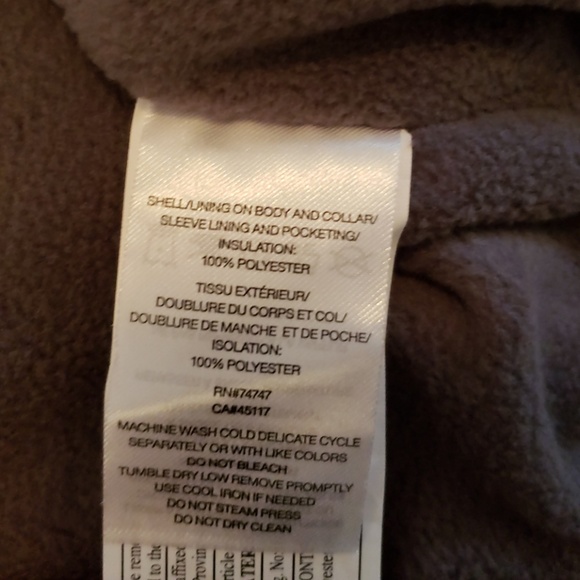 SHELL/LINING ON BODY AND COLLAR/
SLEEVE LINING AND POCKETING/
INSULATION:
100% POLYESTER
TISSU EXTÉRIEUR/
DOUBLURE DU CORPS ET COL/
DOUBLURE DE MANCHE ET DE POCHE/
ISOLATION:
100% POLYESTER
RN#74747
CA#45117
MACHINE WASH COLD DELICATE CYCLE
SEPARATELY OR WITH LIKE COLORS
DO NOT BLEACH
TUMBLE DRY LOW REMOVE PROMPTLY
USE COOL IRON IF NEEDED
DO NOT STEAM PRESS
DO NOT DRY CLEAN